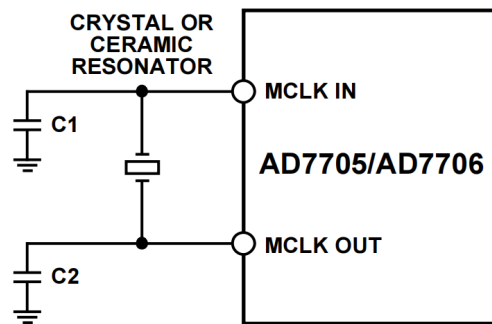 CRYSTAL OR
CERAMIC
RESONATOR
MCLK IN
C1
AD7705/AD7706
MCLK OUT
C2